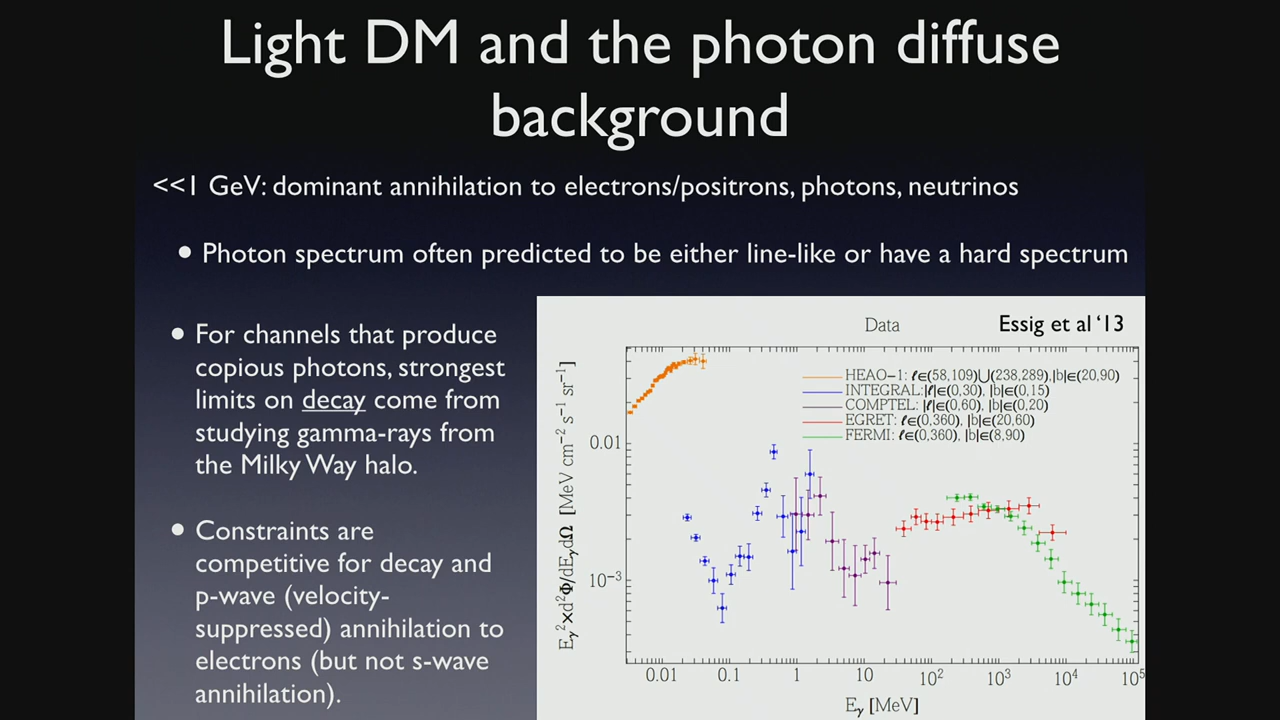 Light DM and the photon diffuse
background
<<1 GeV: dominant annihilation to electrons/positrons, photons, neutrinos
• Photon spectrum often predicted to be either line-like or have a hard spectrum
• For channels that produce
copious photons, strongest
limits on decay come from
studying gamma-rays from
the Milky Way halo.
• Constraints are
competitive for decay and
p-wave (velocity-
suppressed) annihilation to
electrons (but not s-wave
annihilation).
Data
Essig et al '13
HEAO-1: ℓ∈(58,109)⋃(238,289),|b|∈(20,90)
INTEGRAL:|ℓ|∈(0,30), |b|∈(0,15)
COMPTEL: |ℓ|∈(0,60), |b|∈(0,20)
EGRET: ℓ∈(0,360), |b|∈(20,60)
FERMI: ℓ∈(0,360), |b|∈(8,90)
E_γ²×d²Φ/dE_γdΩ [MeV cm⁻² s⁻¹ sr⁻¹]
0.01
10⁻³
0.01 0.1 1 10 10² 10³ 10⁴ 10⁵
E_γ [MeV]